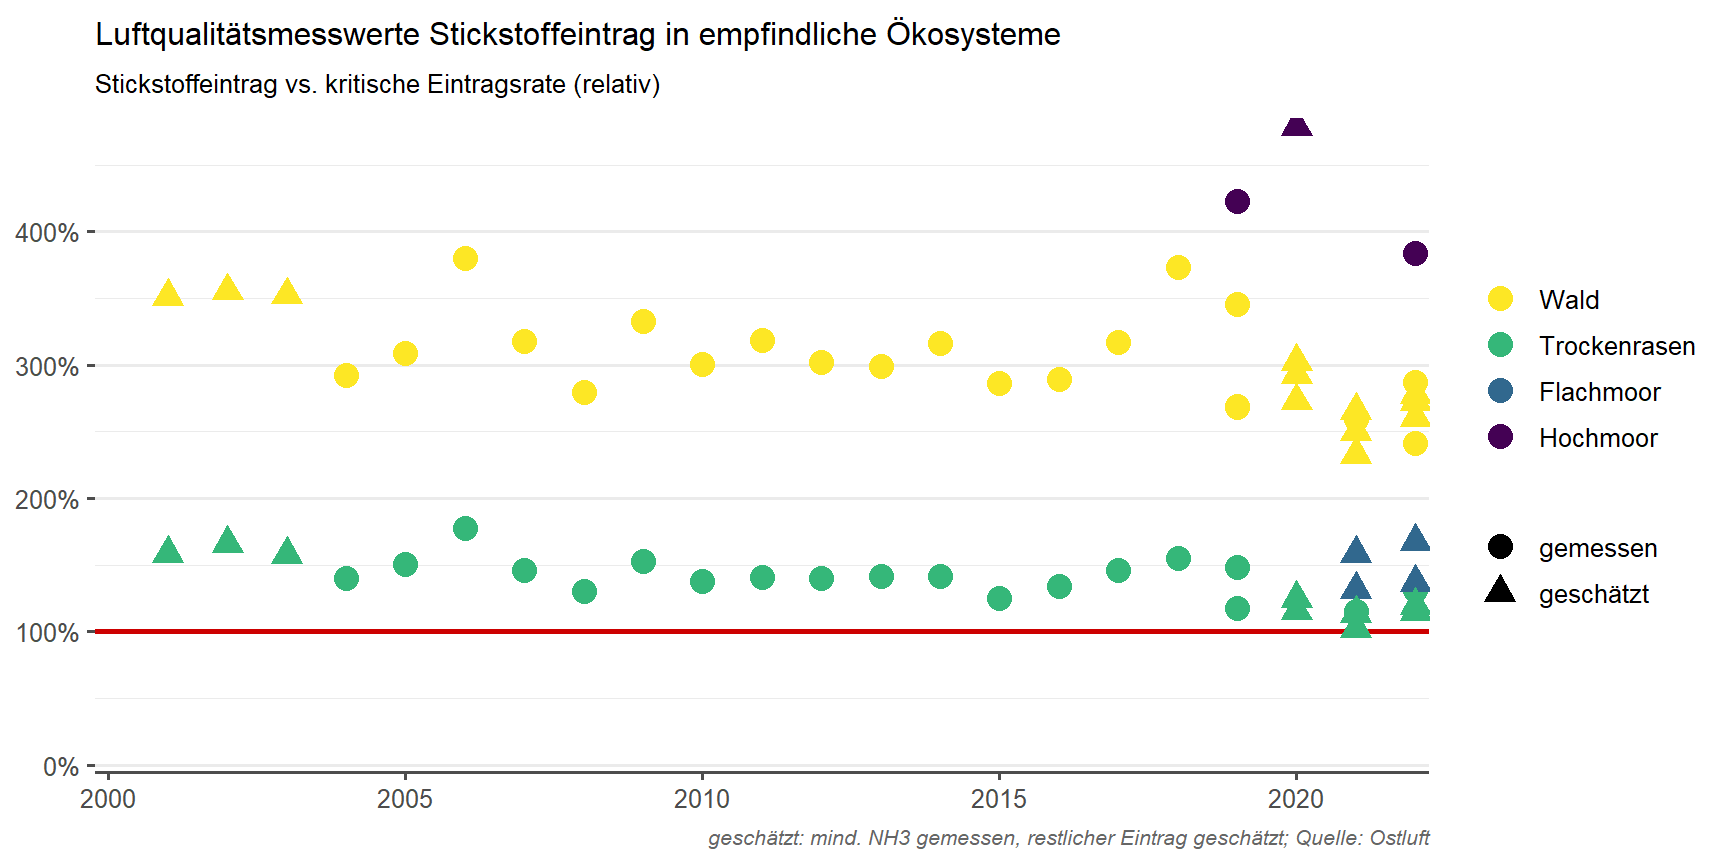 Luftqualitätsmesswerte Stickstoffeintrag in empfindliche Ökosysteme
Stickstoffeintrag vs. kritische Eintragsrate (relativ)
400%
300%
200%
100%
0%
2000 2005 2010 2015 2020
Wald
Trockenrasen
Flachmoor
Hochmoor
gemessen
geschätzt
geschätzt: mind. NH3 gemessen, restlicher Eintrag geschätzt; Quelle: Ostluft